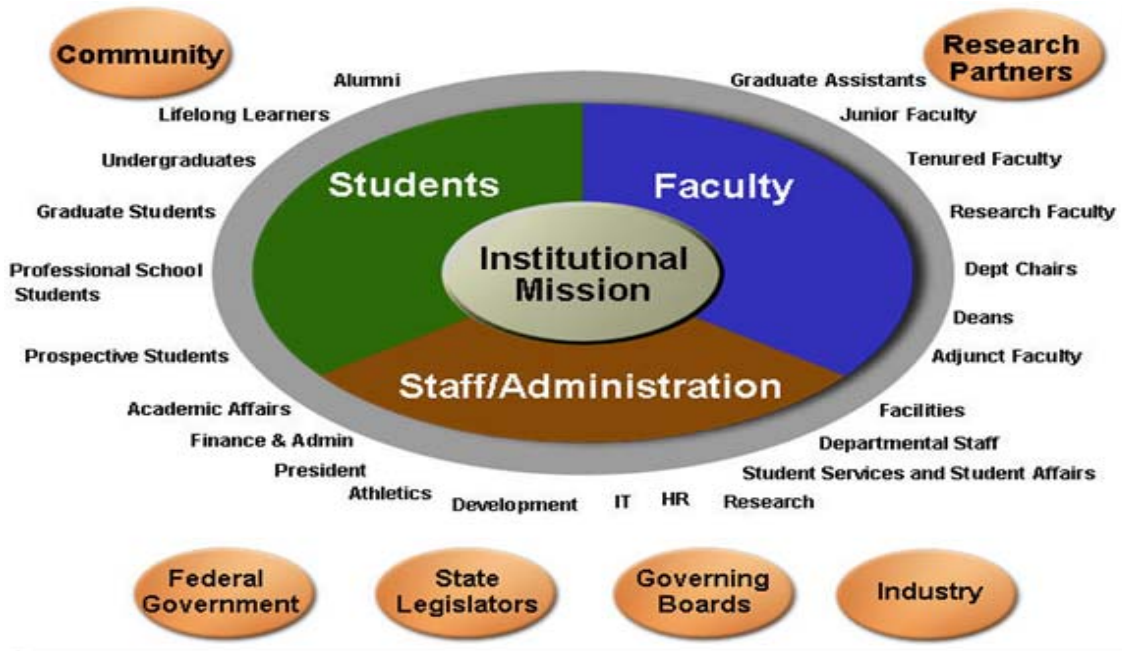 Community
Research
Partners
Alumni
Graduate Assistants
Lifelong Learners
Junior Faculty
Undergraduates
Tenured Faculty
Students
Faculty
Graduate Students
Research Faculty
Institutional
Mission
Professional School
Students
Dept Chairs
Deans
Prospective Students
Adjunct Faculty
Staff/Administration
Academic Affairs
Facilities
Finance & Admin
Departmental Staff
President
Student Services and Student Affairs
Athletics
Development
IT
HR
Research
Federal
Government
State
Legislators
Governing
Boards
Industry